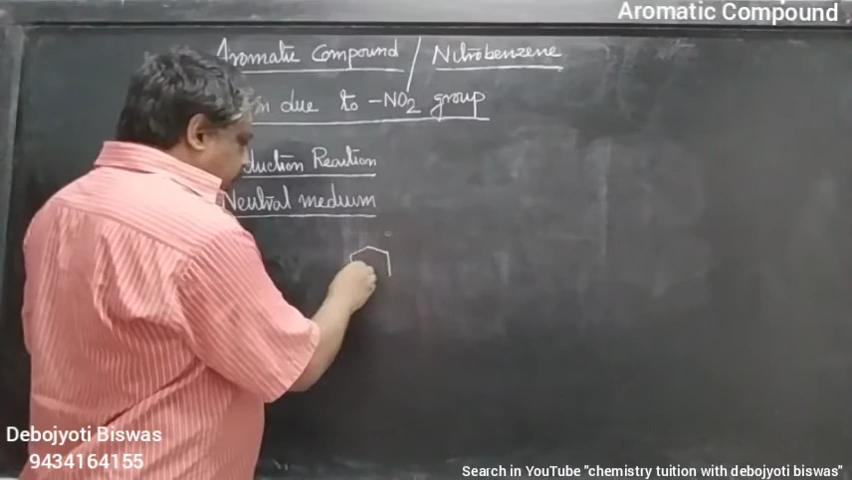 Aromatic Compound
Aromatic Compound / Nitrobenzene
due to -NO2 group
Reaction
Neutral medium
Debojyoti Biswas
9434164155
Search in YouTube "chemistry tuition with debojyoti biswas"